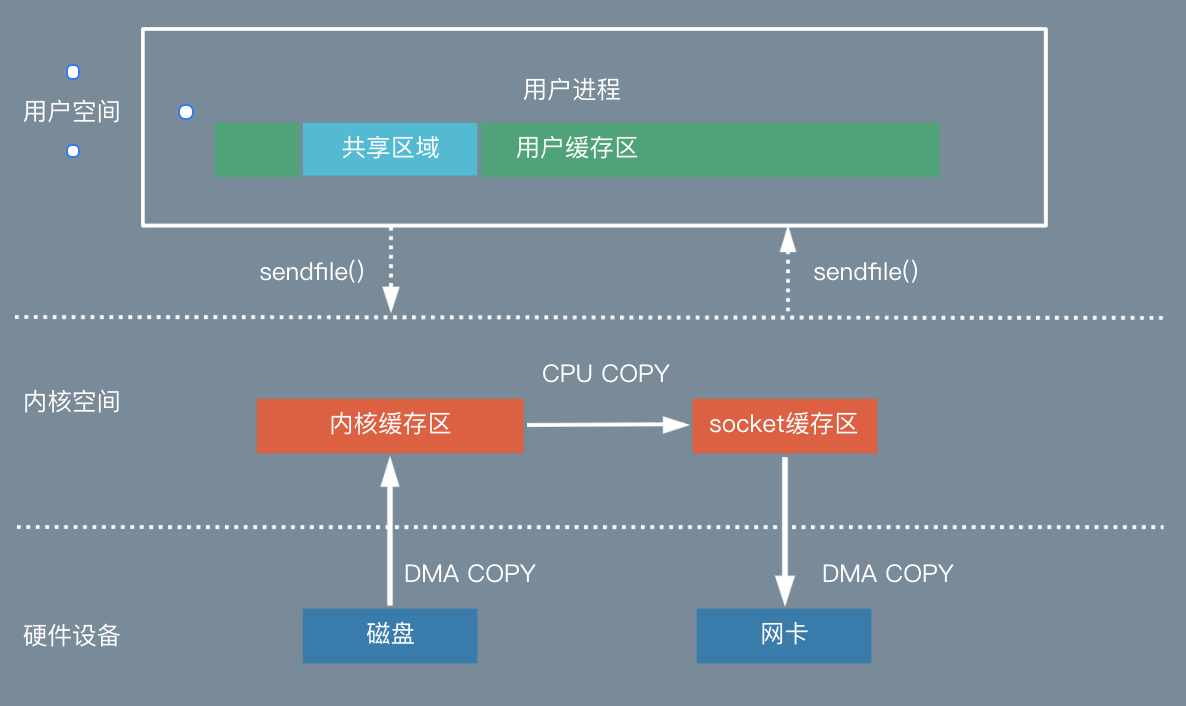 用户进程
用户空间
共享区域
用户缓存区
sendfile()
sendfile()
CPU COPY
内核空间
内核缓存区
socket缓存区
DMA COPY
DMA COPY
硬件设备
磁盘
网卡